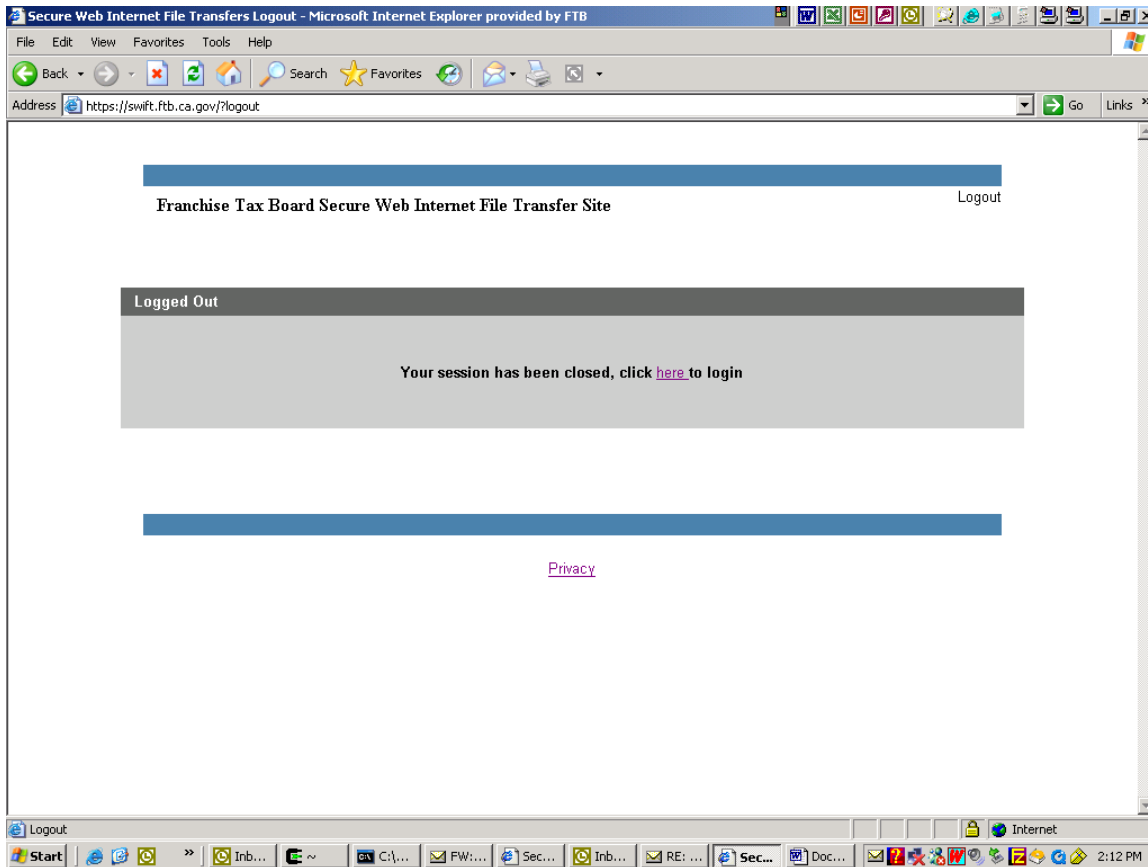 Secure Web Internet File Transfers Logout - Microsoft Internet Explorer provided by FTB
File Edit View Favorites Tools Help
Back Search Favorites
Address https://swift.ftb.ca.gov/?logout Go Links »
Franchise Tax Board Secure Web Internet File Transfer Site
Logout
Logged Out
Your session has been closed, click here to login
Privacy
Logout Internet
Start » Inb... ~ C:\... FW:... Sec... Inb... RE: ... Sec... Doc... 2:12 PM